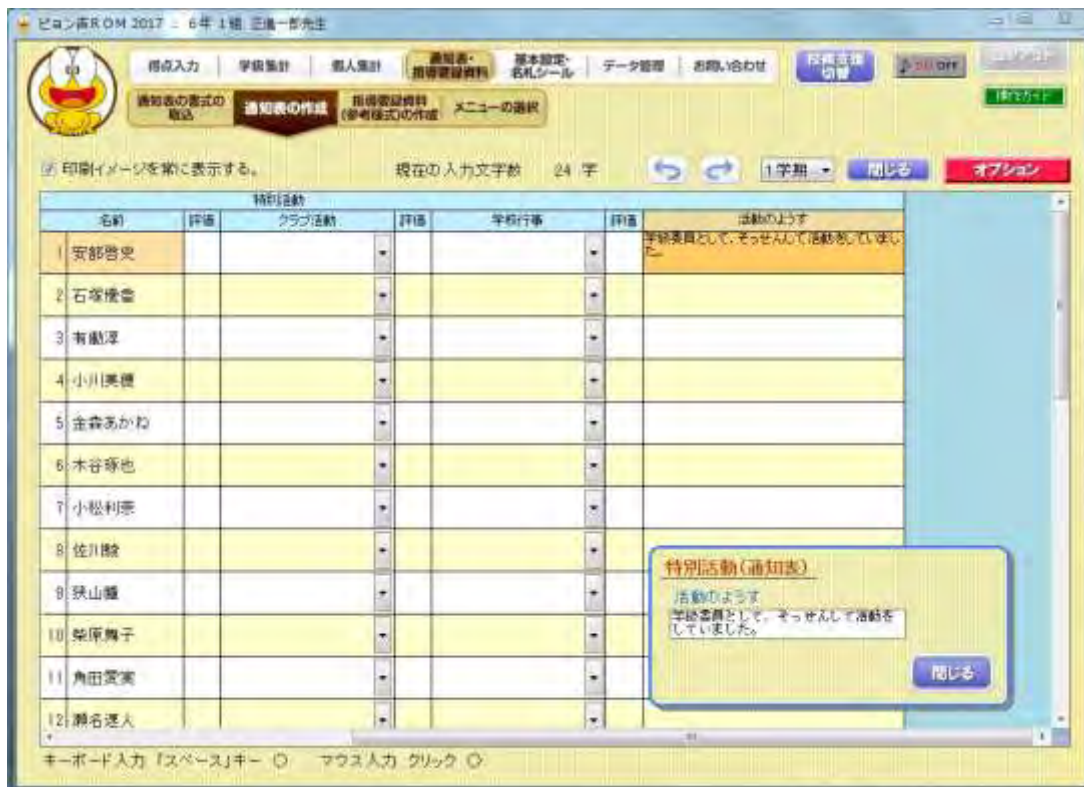 ピョン吉ROM 2017 - 6年 1組 正進一郎先生
得点入力 学級集計 個人集計 通知表・指導要録資料 基本設定・名札シール データ管理 お問い合わせ 切替 OFF
通知表の書式の取込 通知表の作成 指導要録資料(参考様式)の作成 メニューの選択
印刷イメージを常に表示する。 現在の入力文字数 24 字 1学期 閉じる オプション
特別活動
名前 評価 クラブ活動 評価 学校行事 評価 活動のようす
1 安部啓史 学級委員として、そっせんして活動をしていました。
2 石塚優香
3 有働淳
4 小川美穂
5 金森あかね
6 木谷琢也
7 小松利恵
8 佐川駿
9 狭山瞳
10 柴原舞子
11 角田愛実
12 瀬名遼人
特別活動(通知表)
活動のようす
学級委員として、そっせんして活動を
していました。
閉じる
キーボード入力 「スペース」キー ○ マウス入力 クリック ○